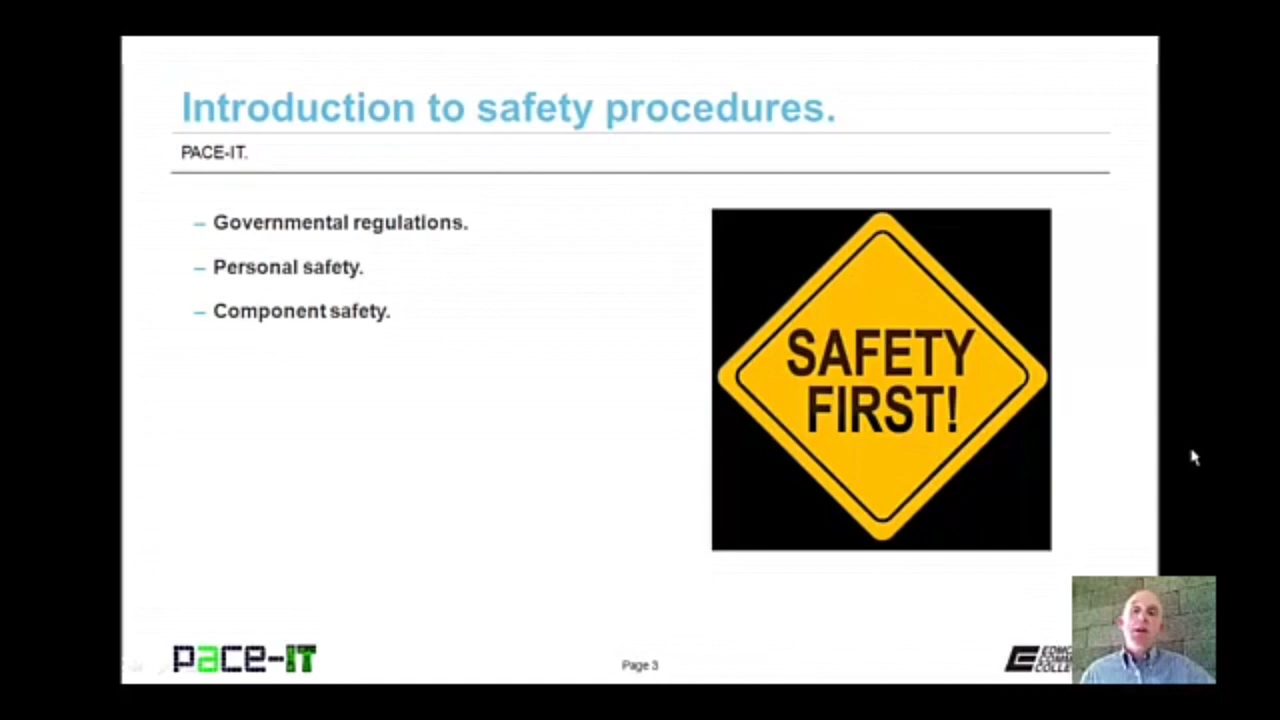 Introduction to safety procedures.
PACE-IT.
– Governmental regulations.
– Personal safety.
– Component safety.
SAFETY
FIRST!
pace-IT
Page 3